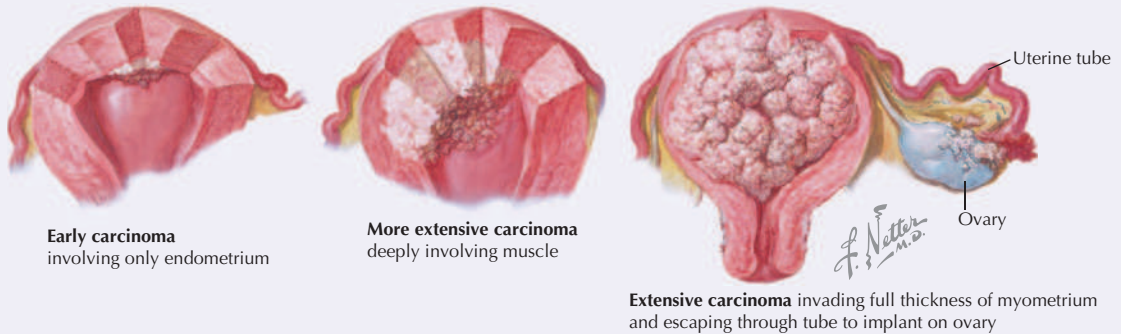 Uterine tube
Ovary
F. Netter
M.D.
Early carcinoma
involving only endometrium
More extensive carcinoma
deeply involving muscle
Extensive carcinoma invading full thickness of myometrium
and escaping through tube to implant on ovary